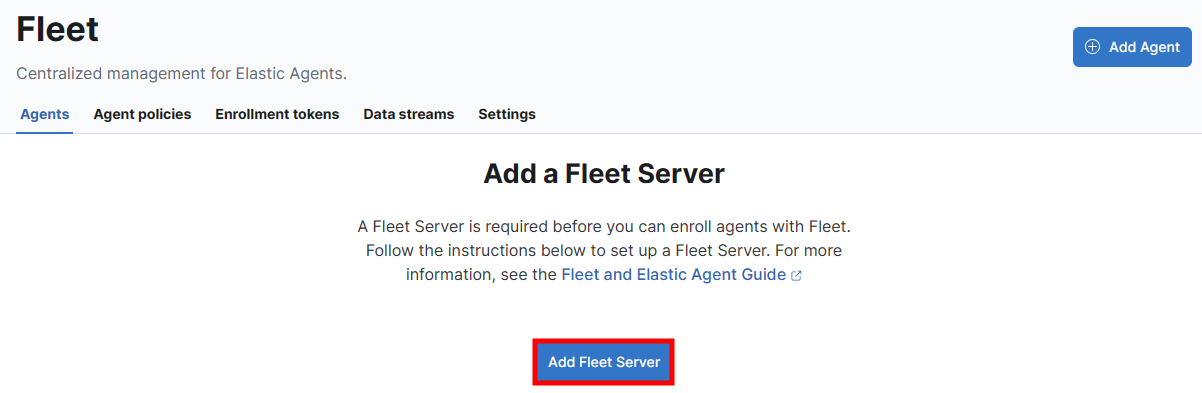 Fleet
Add Agent
Centralized management for Elastic Agents.
Agents Agent policies Enrollment tokens Data streams Settings
Add a Fleet Server
A Fleet Server is required before you can enroll agents with Fleet.
Follow the instructions below to set up a Fleet Server. For more
information, see the Fleet and Elastic Agent Guide
Add Fleet Server